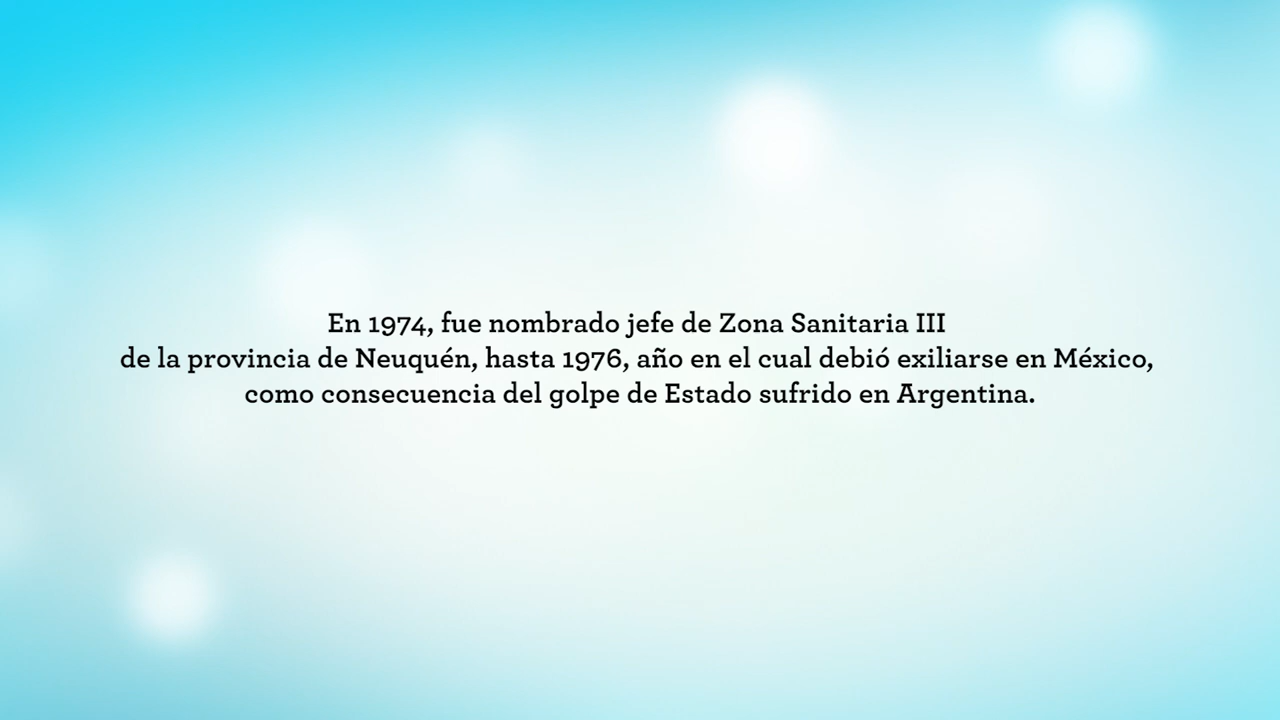 En 1974, fue nombrado jefe de Zona Sanitaria III
de la provincia de Neuquén, hasta 1976, año en el cual debió exiliarse en México,
como consecuencia del golpe de Estado sufrido en Argentina.